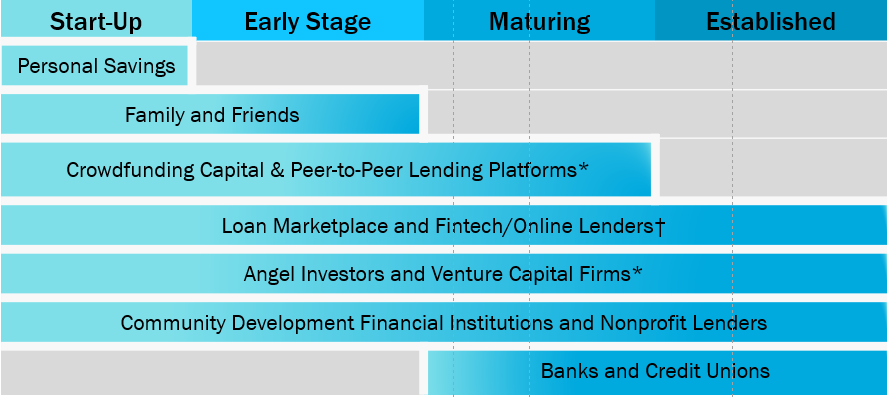 Start-Up Early Stage Maturing Established
Personal Savings
Family and Friends
Crowdfunding Capital & Peer-to-Peer Lending Platforms*
Loan Marketplace and Fintech/Online Lenders†
Angel Investors and Venture Capital Firms*
Community Development Financial Institutions and Nonprofit Lenders
Banks and Credit Unions